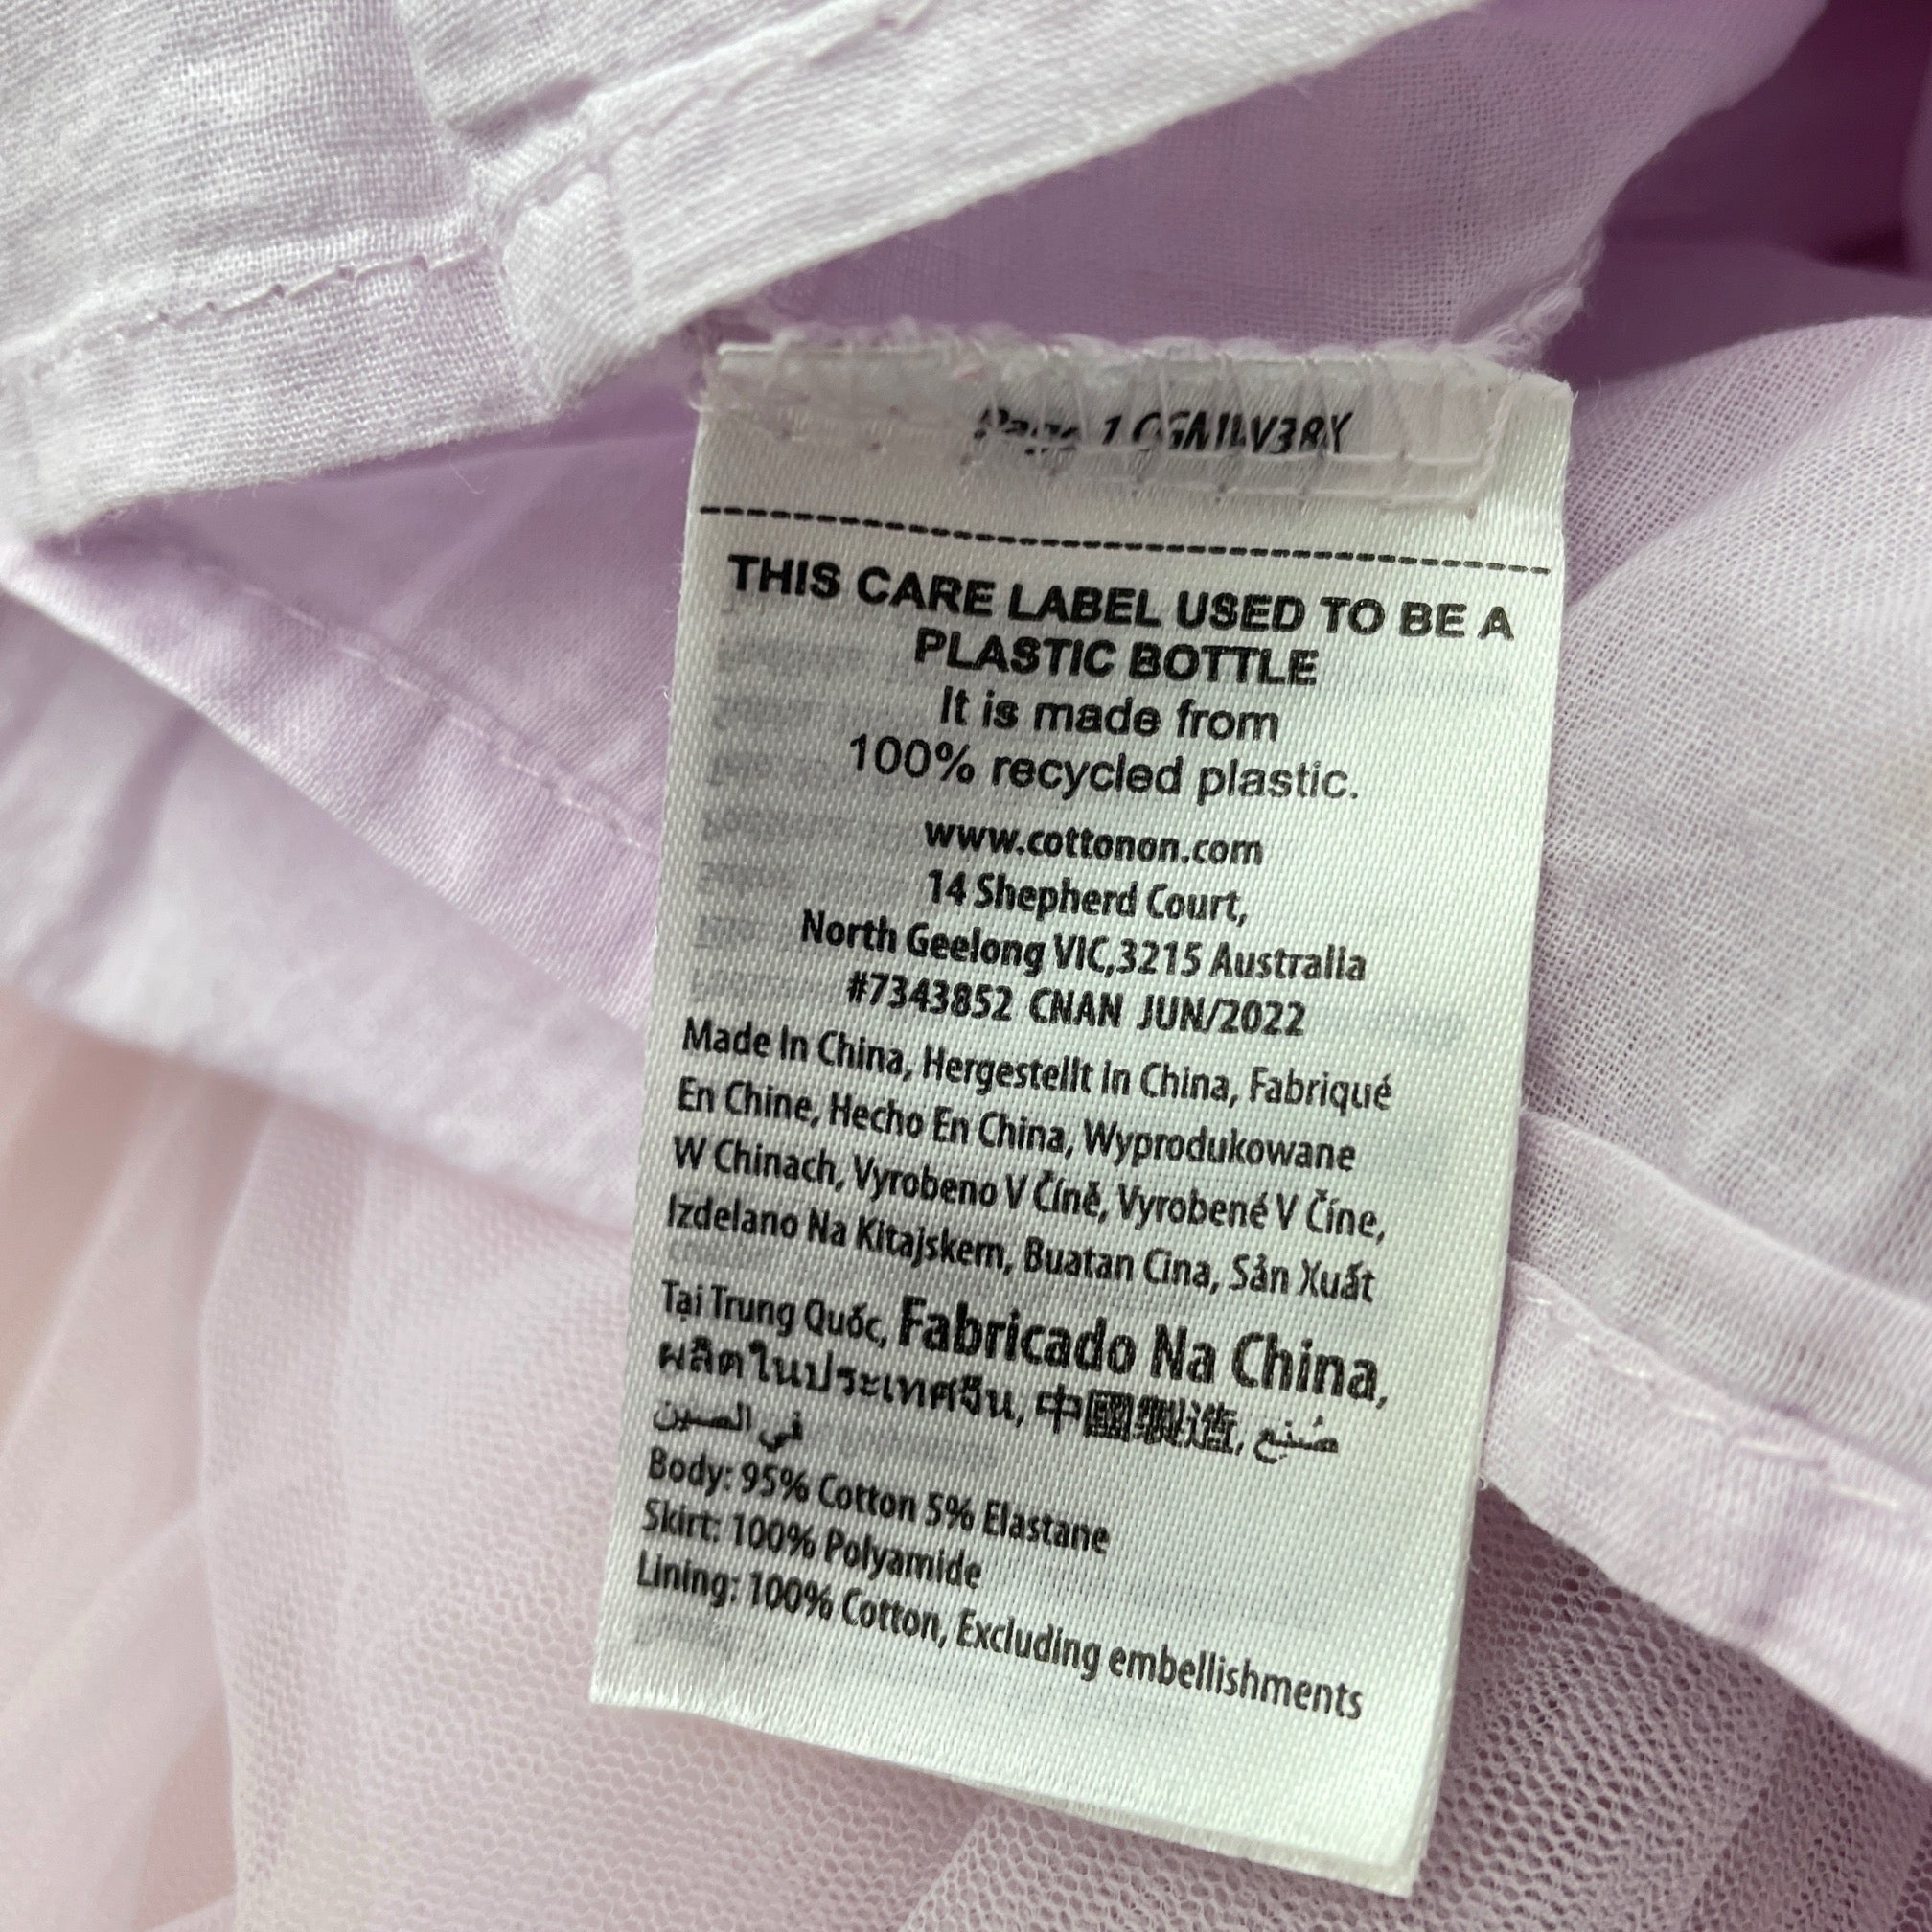 Page 1
THIS CARE LABEL USED TO BE A
PLASTIC BOTTLE
It is made from
100% recycled plastic.
www.cottonon.com
14 Shepherd Court,
North Geelong VIC,3215 Australia
#7343852 CNAN JUN/2022
Made In China, Hergestellt in China, Fabriqué
En Chine, Hecho En China, Wyprodukowane
W Chinach, Vyrobeno V Číně, Vyrobené V Číne,
Izdelano Na Kitajskem, Buatan Cina, Sản Xuất
Tại Trung Quốc, Fabricado Na China,
ผลิตในประเทศจีน, 中國製造, صُنِع
في الصين
Body: 95% Cotton 5% Elastane
Skirt: 100% Polyamide
Lining: 100% Cotton, Excluding embellishments